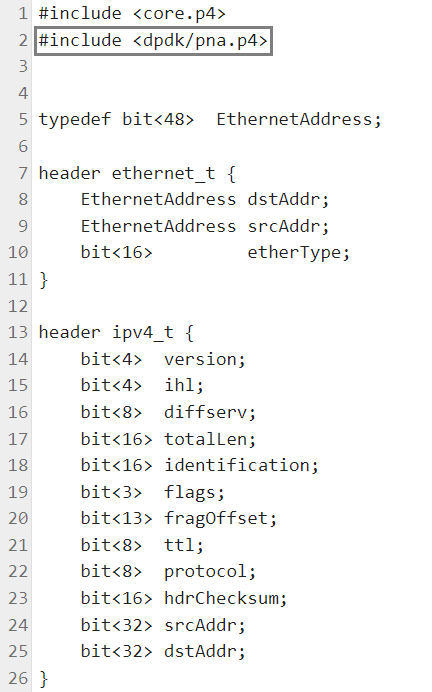 1 #include <core.p4>
2 #include <dpdk/pna.p4>
3
4
5 typedef bit<48>  EthernetAddress;
6
7 header ethernet_t {
8     EthernetAddress dstAddr;
9     EthernetAddress srcAddr;
10     bit<16>         etherType;
11 }
12
13 header ipv4_t {
14     bit<4>  version;
15     bit<4>  ihl;
16     bit<8>  diffserv;
17     bit<16> totalLen;
18     bit<16> identification;
19     bit<3>  flags;
20     bit<13> fragOffset;
21     bit<8>  ttl;
22     bit<8>  protocol;
23     bit<16> hdrChecksum;
24     bit<32> srcAddr;
25     bit<32> dstAddr;
26 }